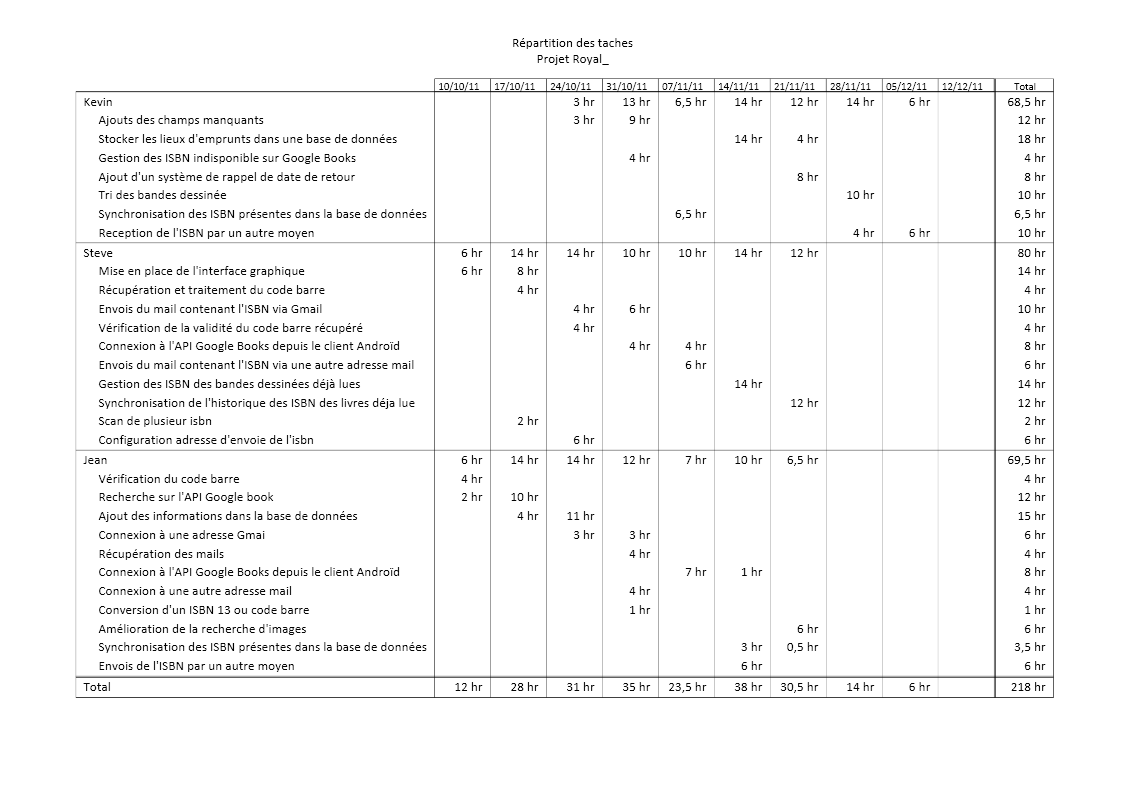 Répartition des taches
Projet Royal_
10/10/11 17/10/11 24/10/11 31/10/11 07/11/11 14/11/11 21/11/11 28/11/11 05/12/11 12/12/11 Total
Kevin 3 hr 13 hr 6,5 hr 14 hr 12 hr 14 hr 6 hr 68,5 hr
Ajouts des champs manquants 3 hr 9 hr 12 hr
Stocker les lieux d'emprunts dans une base de données 14 hr 4 hr 18 hr
Gestion des ISBN indisponible sur Google Books 4 hr 4 hr
Ajout d'un système de rappel de date de retour 8 hr 8 hr
Tri des bandes dessinée 10 hr 10 hr
Synchronisation des ISBN présentes dans la base de données 6,5 hr 6,5 hr
Reception de l'ISBN par un autre moyen 4 hr 6 hr 10 hr
Steve 6 hr 14 hr 14 hr 10 hr 10 hr 14 hr 12 hr 80 hr
Mise en place de l'interface graphique 6 hr 8 hr 14 hr
Récupération et traitement du code barre 4 hr 4 hr
Envois du mail contenant l'ISBN via Gmail 4 hr 6 hr 10 hr
Vérification de la validité du code barre récupéré 4 hr 4 hr
Connexion à l'API Google Books depuis le client Androïd 4 hr 4 hr 8 hr
Envois du mail contenant l'ISBN via une autre adresse mail 6 hr 6 hr
Gestion des ISBN des bandes dessinées déjà lues 14 hr 14 hr
Synchronisation de l'historique des ISBN des livres déja lue 12 hr 12 hr
Scan de plusieur isbn 2 hr 2 hr
Configuration adresse d'envoie de l'isbn 6 hr 6 hr
Jean 6 hr 14 hr 14 hr 12 hr 7 hr 10 hr 6,5 hr 69,5 hr
Vérification du code barre 4 hr 4 hr
Recherche sur l'API Google book 2 hr 10 hr 12 hr
Ajout des informations dans la base de données 4 hr 11 hr 15 hr
Connexion à une adresse Gmai 3 hr 3 hr 6 hr
Récupération des mails 4 hr 4 hr
Connexion à l'API Google Books depuis le client Androïd 7 hr 1 hr 8 hr
Connexion à une autre adresse mail 4 hr 4 hr
Conversion d'un ISBN 13 ou code barre 1 hr 1 hr
Amélioration de la recherche d'images 6 hr 6 hr
Synchronisation des ISBN présentes dans la base de données 3 hr 0,5 hr 3,5 hr
Envois de l'ISBN par un autre moyen 6 hr 6 hr
Total 12 hr 28 hr 31 hr 35 hr 23,5 hr 38 hr 30,5 hr 14 hr 6 hr 218 hr